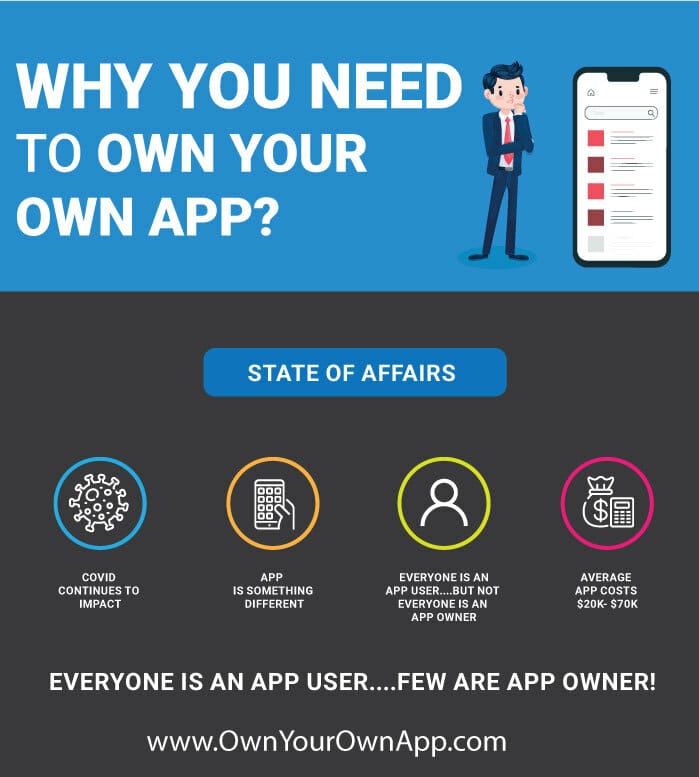 WHY YOU NEED
TO OWN YOUR
OWN APP?
STATE OF AFFAIRS
COVID
CONTINUES TO
IMPACT
APP
IS SOMETHING
DIFFERENT
EVERYONE IS AN
APP USER....BUT NOT
EVERYONE IS AN
APP OWNER
AVERAGE
APP COSTS
$20K- $70K
EVERYONE IS AN APP USER....FEW ARE APP OWNER!
www.OwnYourOwnApp.com